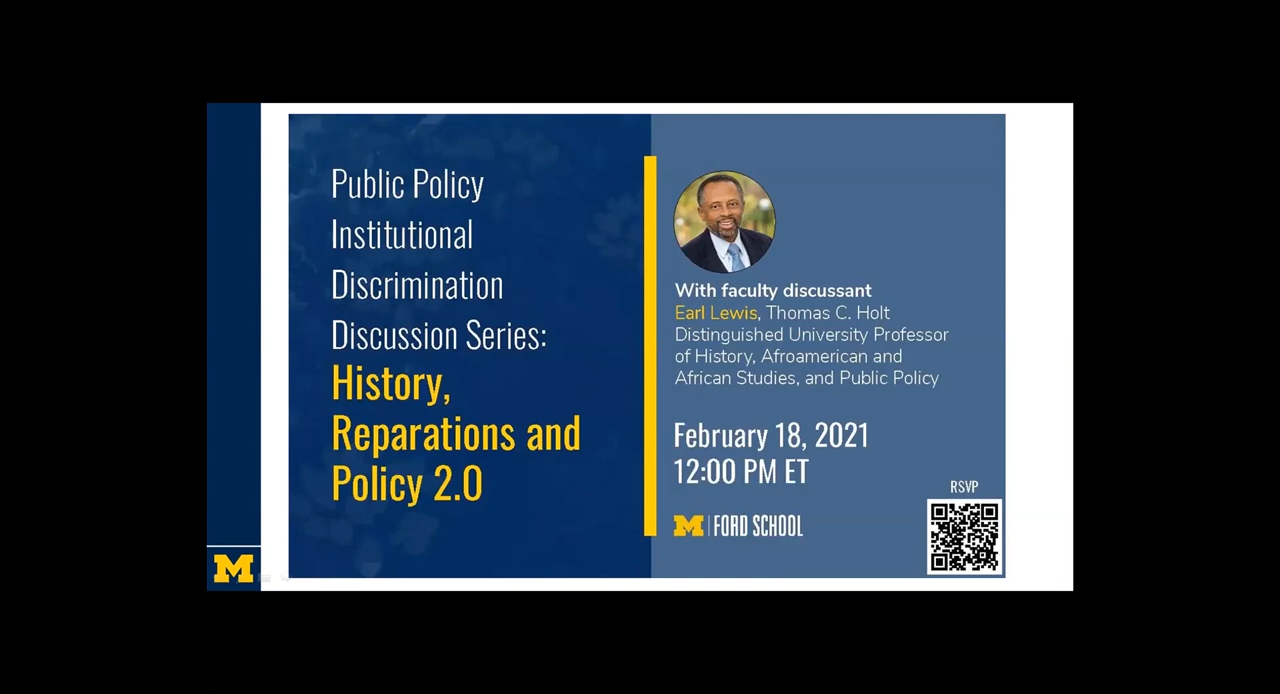 Public Policy
Institutional
Discrimination
Discussion Series:
History,
Reparations and
Policy 2.0
With faculty discussant
Earl Lewis, Thomas C. Holt
Distinguished University Professor
of History, Afroamerican and
African Studies, and Public Policy
February 18, 2021
12:00 PM ET
M | FORD SCHOOL
RSVP
M